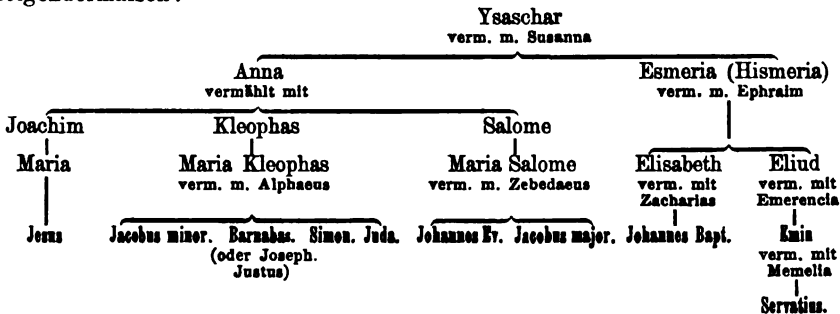 Ysaschar
verm. m. Susanna
Anna Esmeria (Hismeria)
vermählt mit verm. m. Ephraim
Joachim Kleophas Salome
Maria Maria Kleophas Maria Salome Elisabeth Eliud
verm. m. Alphaeus verm. m. Zebedaeus verm. mit verm. mit
Zacharias Emerencia
Jesus Jacobus minor. Barnabas. Simon. Juda. Johannes Ev. Jacobus major. Johannes Bapt. Emin
(oder Joseph. verm. mit
Justus) Memelia
Servatius.